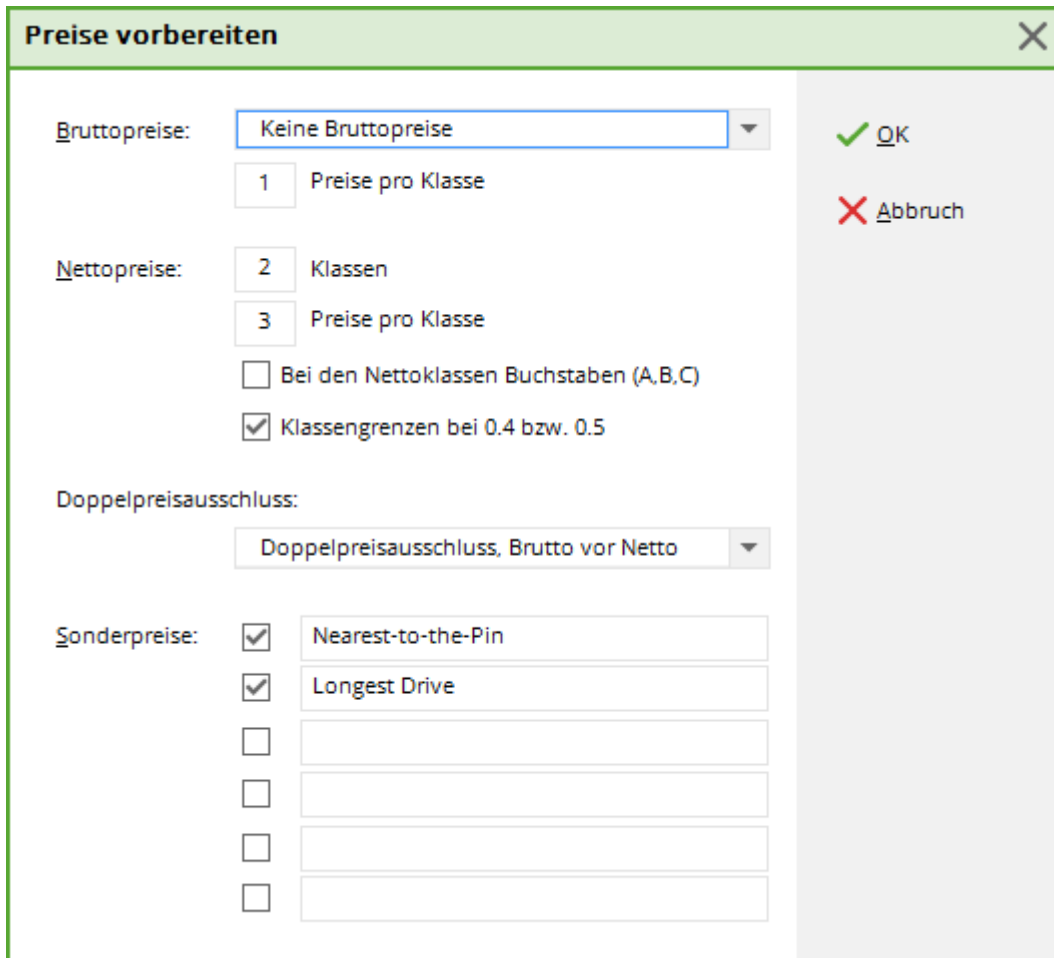 Preise vorbereiten
Bruttopreise: Keine Bruttopreise
OK
1 Preise pro Klasse
Abbruch
Nettopreise: 2 Klassen
3 Preise pro Klasse
Bei den Nettoklassen Buchstaben (A,B,C)
Klassengrenzen bei 0.4 bzw. 0.5
Doppelpreisausschluss:
Doppelpreisausschluss, Brutto vor Netto
Sonderpreise: Nearest-to-the-Pin
Longest Drive